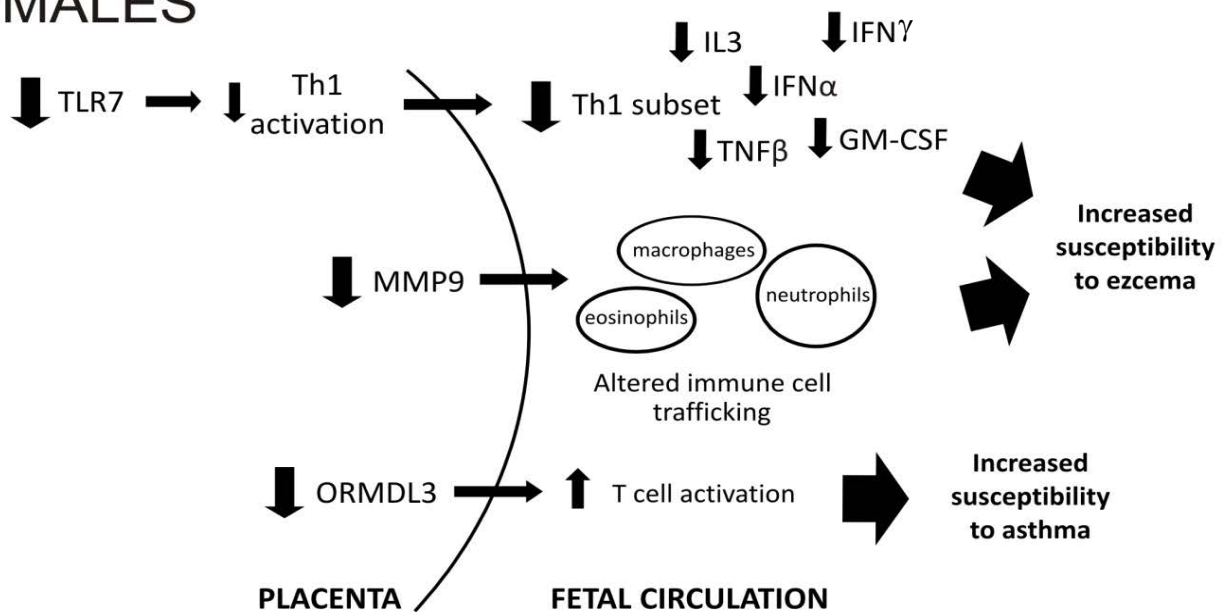 MALES
IL3
IFNγ
TLR7
Th1
activation
Th1 subset
IFNα
TNFβ
GM-CSF
Increased
susceptibility
to ezcema
MMP9
macrophages
neutrophils
eosinophils
Altered immune cell
trafficking
ORMDL3
T cell activation
Increased
susceptibility
to asthma
PLACENTA
FETAL CIRCULATION